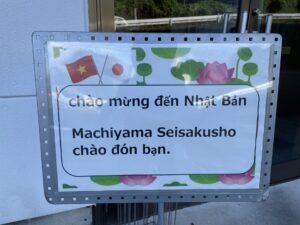 chào mừng đến Nhật Bản
Machiyama Seisakusho
chào đón bạn.